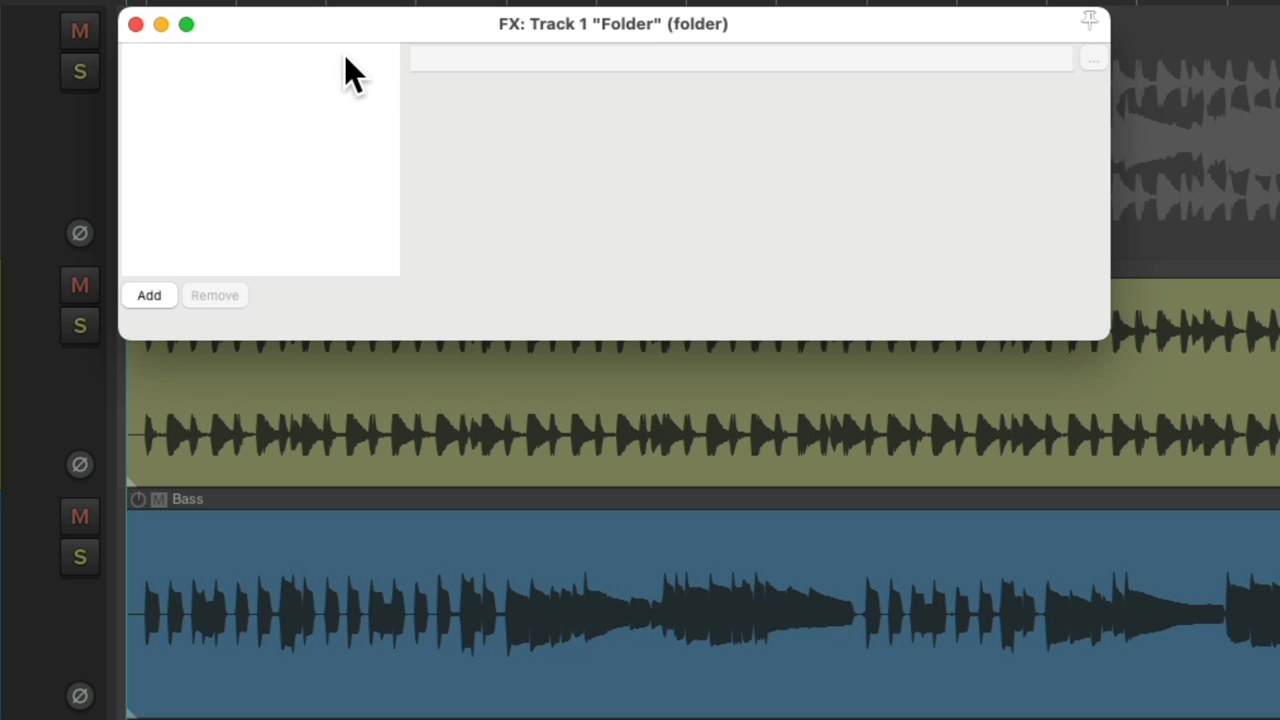 M
S
FX: Track 1 "Folder" (folder)
...
Add
Remove
Ø
M
S
Ø
M Bass
M
S
Ø